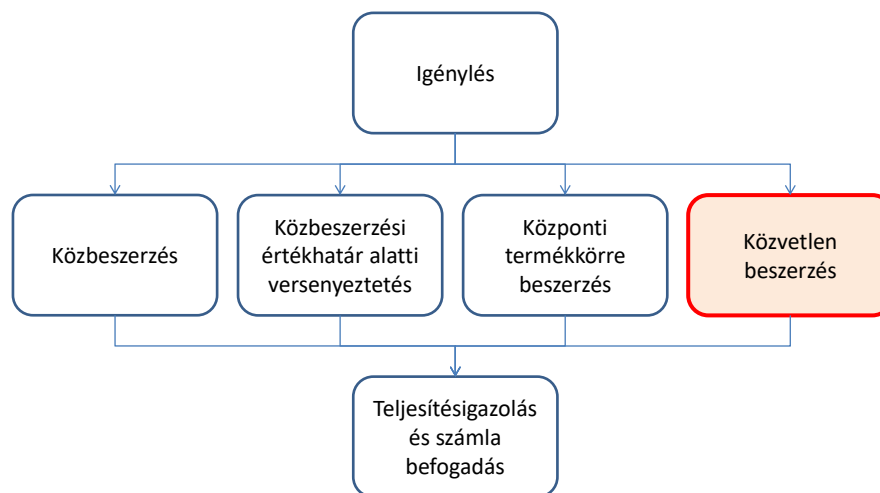 Igénylés
Közbeszerzés
Közbeszerzési
értékhatár alatti
versenyeztetés
Központi
termékkörre
beszerzés
Közvetlen
beszerzés
Teljesítésigazolás
és számla
befogadás